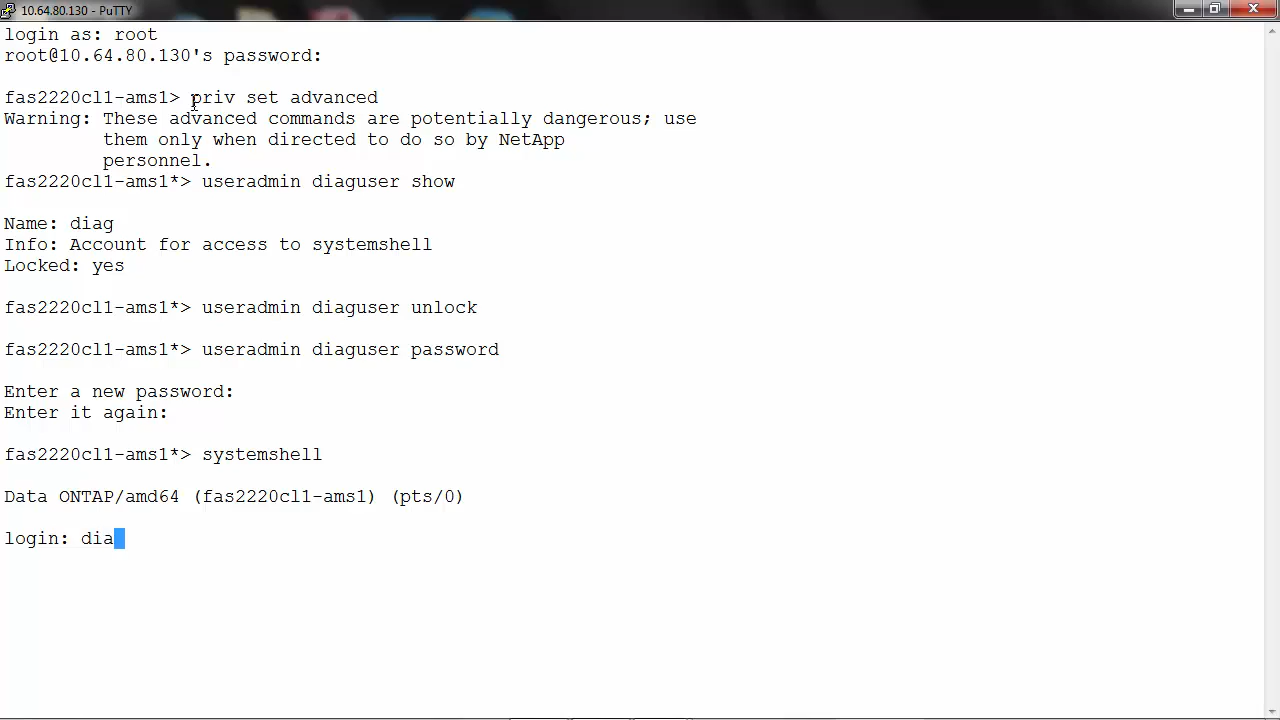 10.64.80.130 - PuTTY
login as: root
root@10.64.80.130's password:
fas2220cl1-ams1> priv set advanced
Warning: These advanced commands are potentially dangerous; use
them only when directed to do so by NetApp
personnel.
fas2220cl1-ams1*> useradmin diaguser show
Name: diag
Info: Account for access to systemshell
Locked: yes
fas2220cl1-ams1*> useradmin diaguser unlock
fas2220cl1-ams1*> useradmin diaguser password
Enter a new password:
Enter it again:
fas2220cl1-ams1*> systemshell
Data ONTAP/amd64 (fas2220cl1-ams1) (pts/0)
login: dia